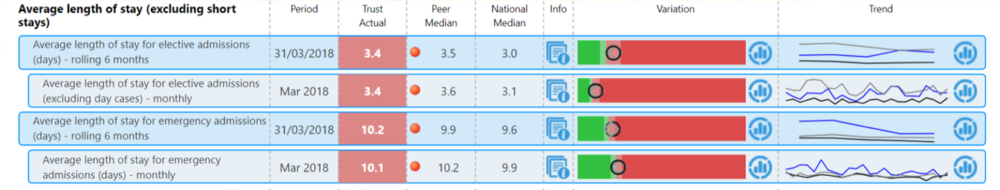 Average length of stay (excluding short stays) Period Trust Actual Peer Median National Median Info Variation Trend
Average length of stay for elective admissions
(days) - rolling 6 months 31/03/2018 3.4 3.5 3.0
Average length of stay for elective admissions
(excluding day cases) - monthly Mar 2018 3.4 3.6 3.1
Average length of stay for emergency admissions
(days) - rolling 6 months 31/03/2018 10.2 9.9 9.6
Average length of stay for emergency
admissions (days) - monthly Mar 2018 10.1 10.2 9.9